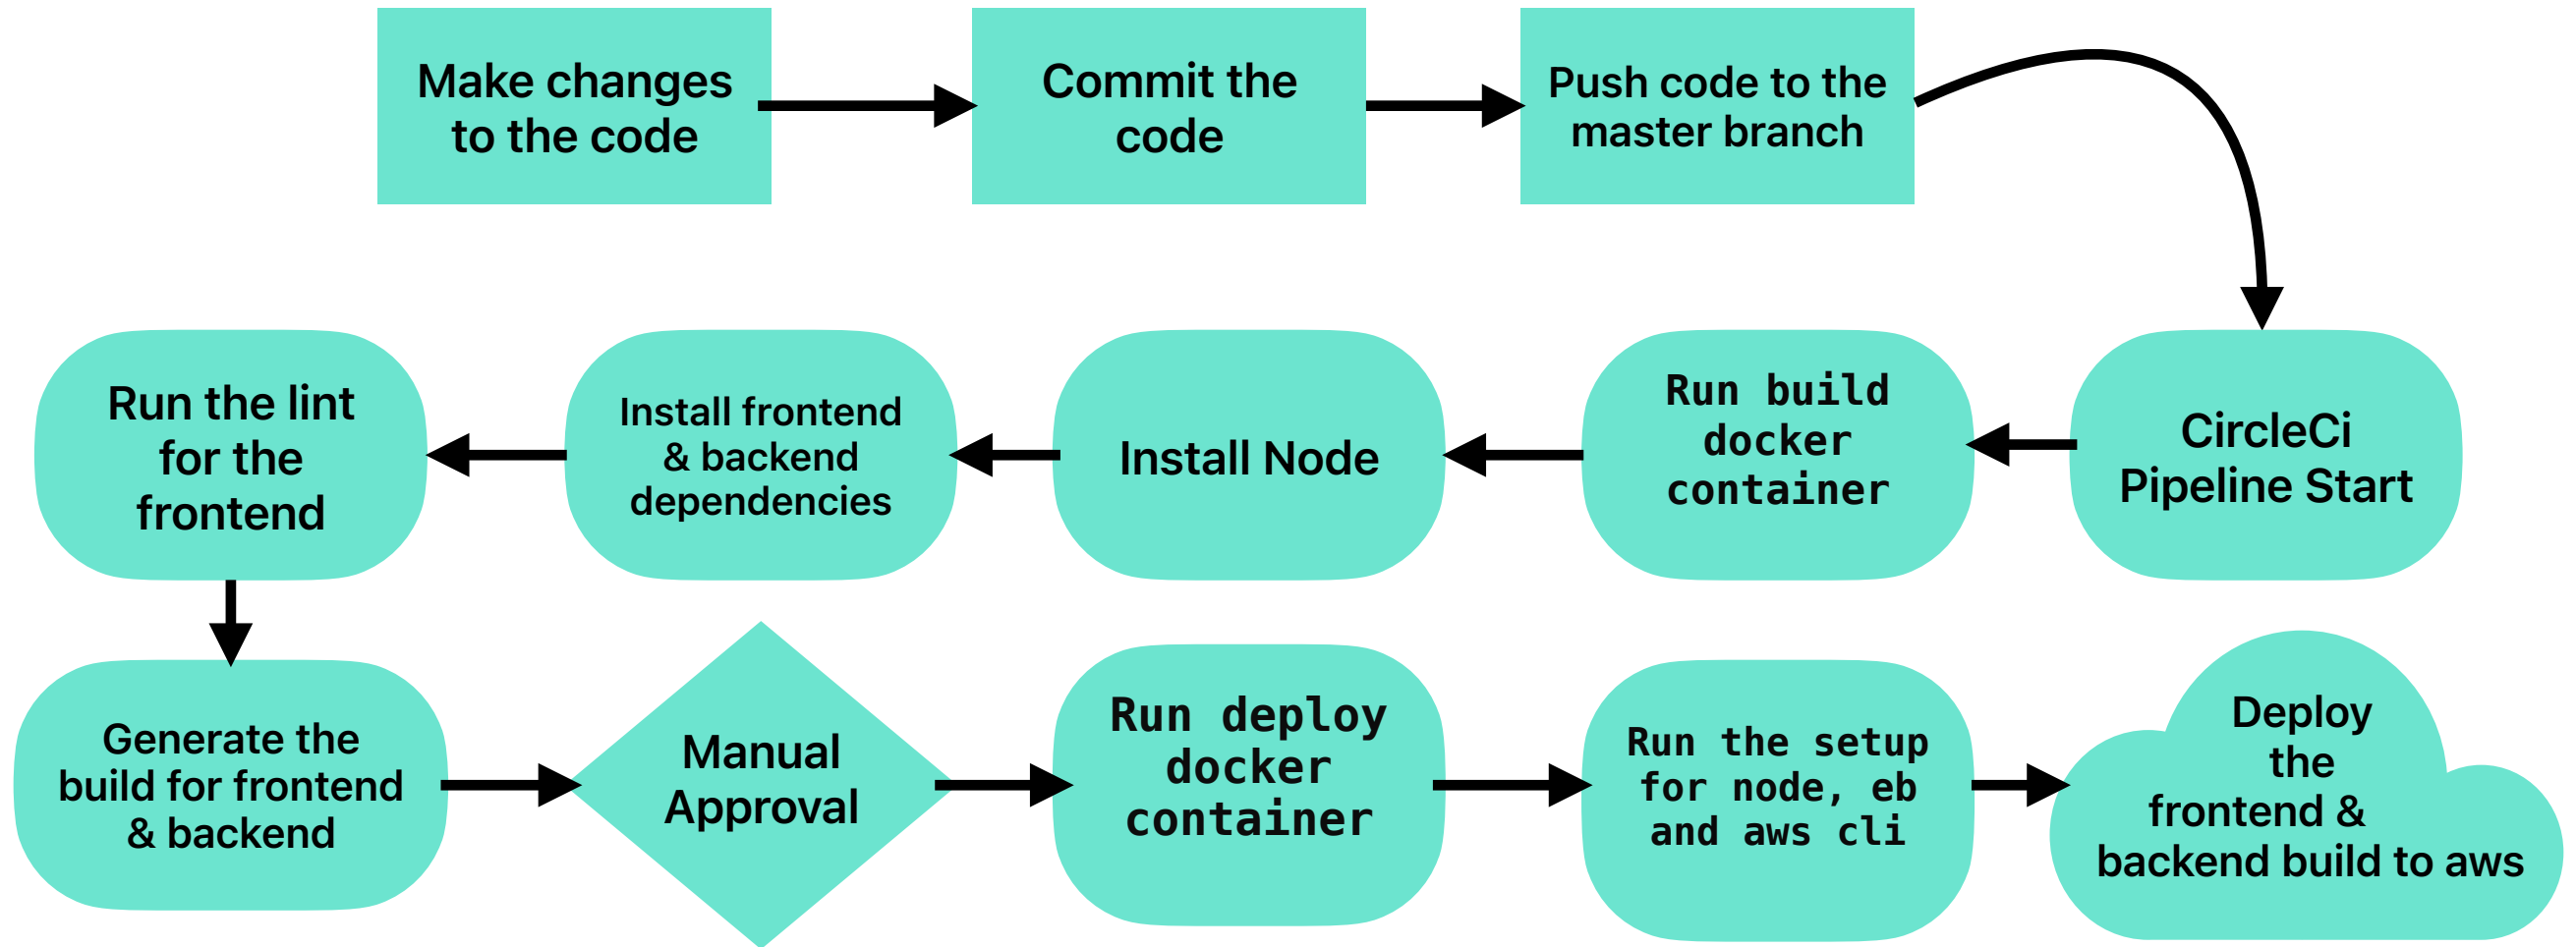 Make changes
to the code
Commit the
code
Push code to the
master branch
CircleCi
Pipeline Start
Run build
docker
container
Install Node
Install frontend
& backend
dependencies
Run the lint
for the
frontend
Generate the
build for frontend
& backend
Manual
Approval
Run deploy
docker
container
Run the setup
for node, eb
and aws cli
Deploy
the
frontend &
backend build to aws